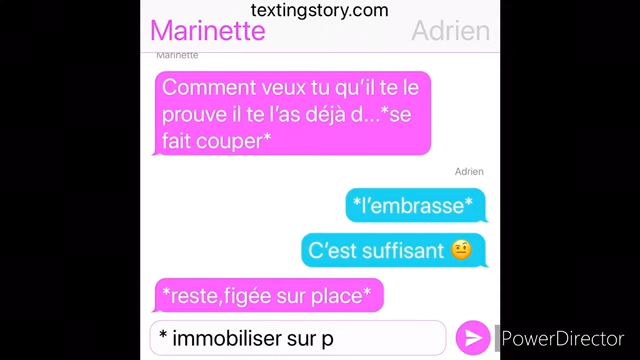 textingstory.com
Marinette
Adrien
Marinette
Comment veux tu qu’il te le
prouve il te l’as déjà d...*se
fait couper*
Adrien
*l’embrasse*
C’est suffisant 🤨
*reste,figée sur place*
* immobiliser sur p
PowerDirector